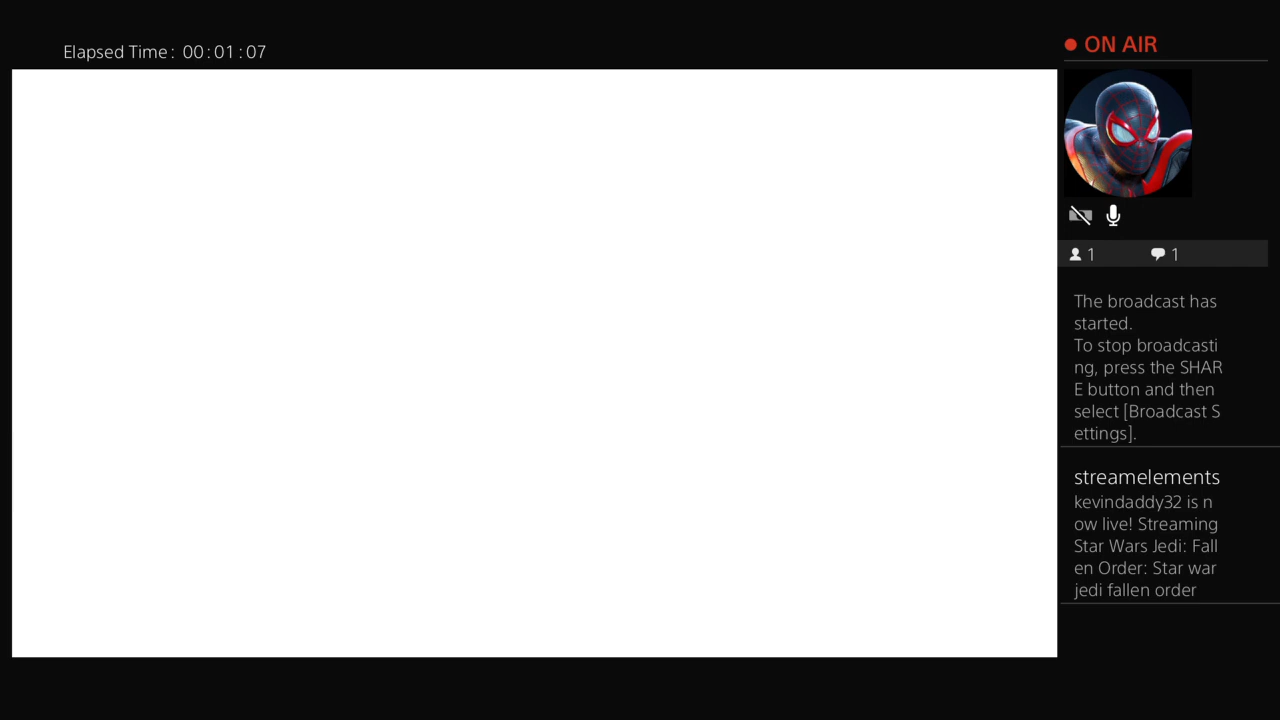 Elapsed Time: 00:01:07
ON AIR
1 1
The broadcast has
started.
To stop broadcasti
ng, press the SHAR
E button and then
select [Broadcast S
ettings].
streamelements
kevindaddy32 is n
ow live! Streaming
Star Wars Jedi: Fall
en Order: Star war
jedi fallen order